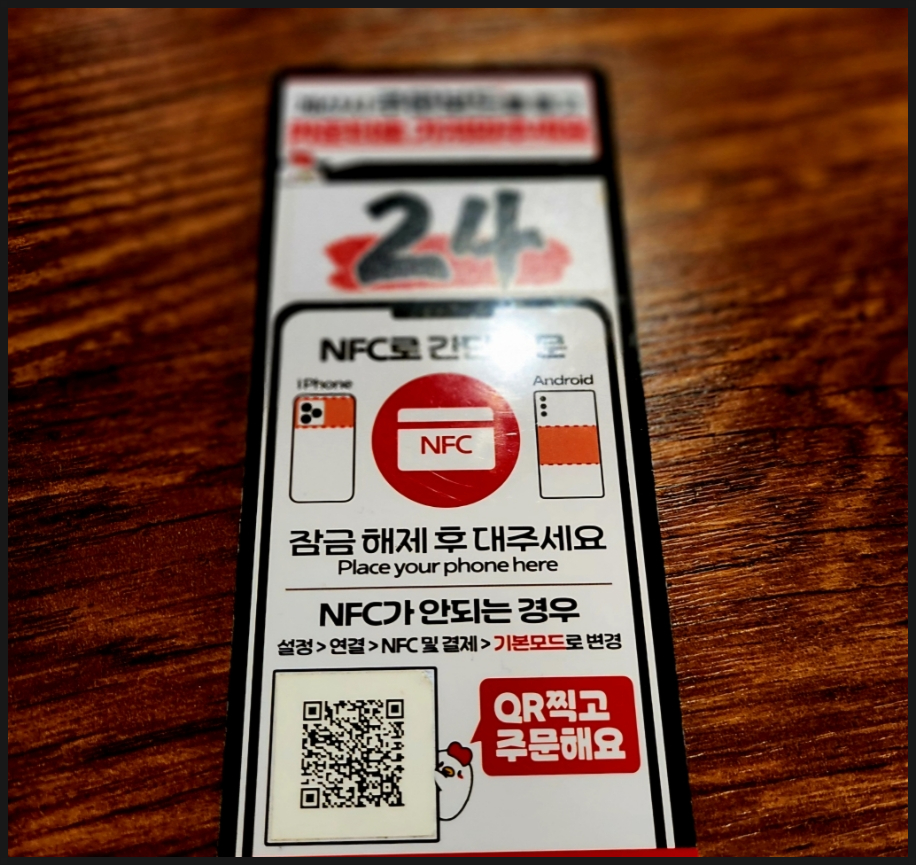 24
NFC로
IPhone
Android
NFC
잠금 해제 후 대주세요
Place your phone here
NFC가 안되는 경우
설정 > 연결 > NFC 및 결제 > 기본모드로 변경
QR찍고
주문해요